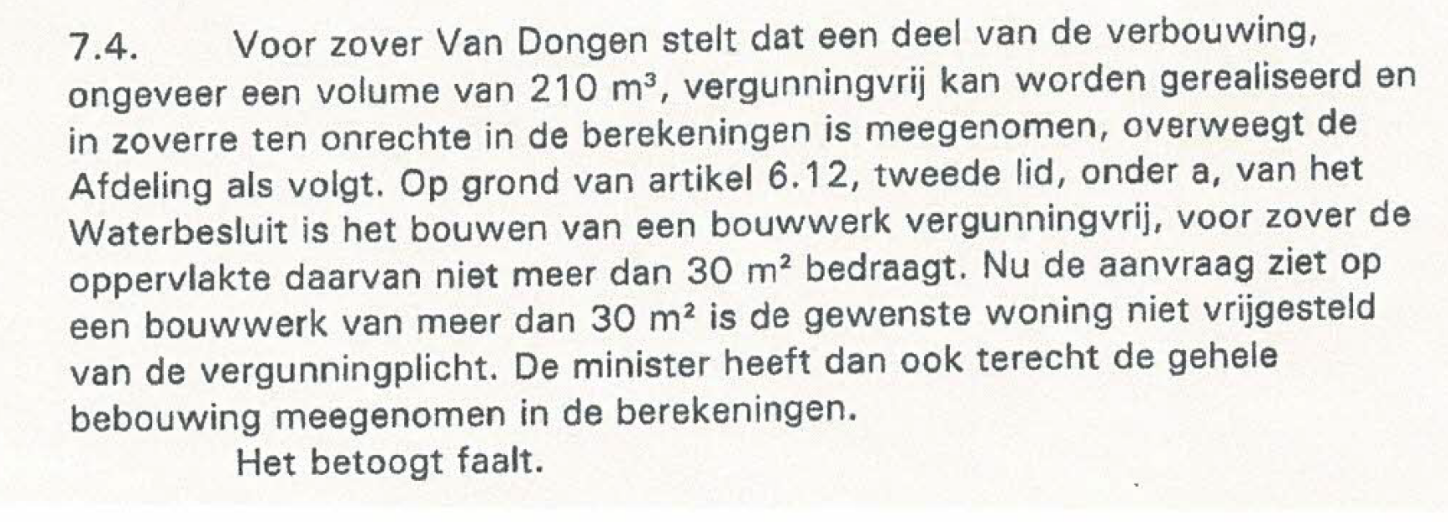 7.4. Voor zover Van Dongen stelt dat een deel van de verbouwing,
ongeveer een volume van 210 m³, vergunningvrij kan worden gerealiseerd en
in zoverre ten onrechte in de berekeningen is meegenomen, overweegt de
Afdeling als volgt. Op grond van artikel 6.12, tweede lid, onder a, van het
Waterbesluit is het bouwen van een bouwwerk vergunningvrij, voor zover de
oppervlakte daarvan niet meer dan 30 m² bedraagt. Nu de aanvraag ziet op
een bouwwerk van meer dan 30 m² is de gewenste woning niet vrijgesteld
van de vergunningplicht. De minister heeft dan ook terecht de gehele
bebouwing meegenomen in de berekeningen.
Het betoogt faalt.